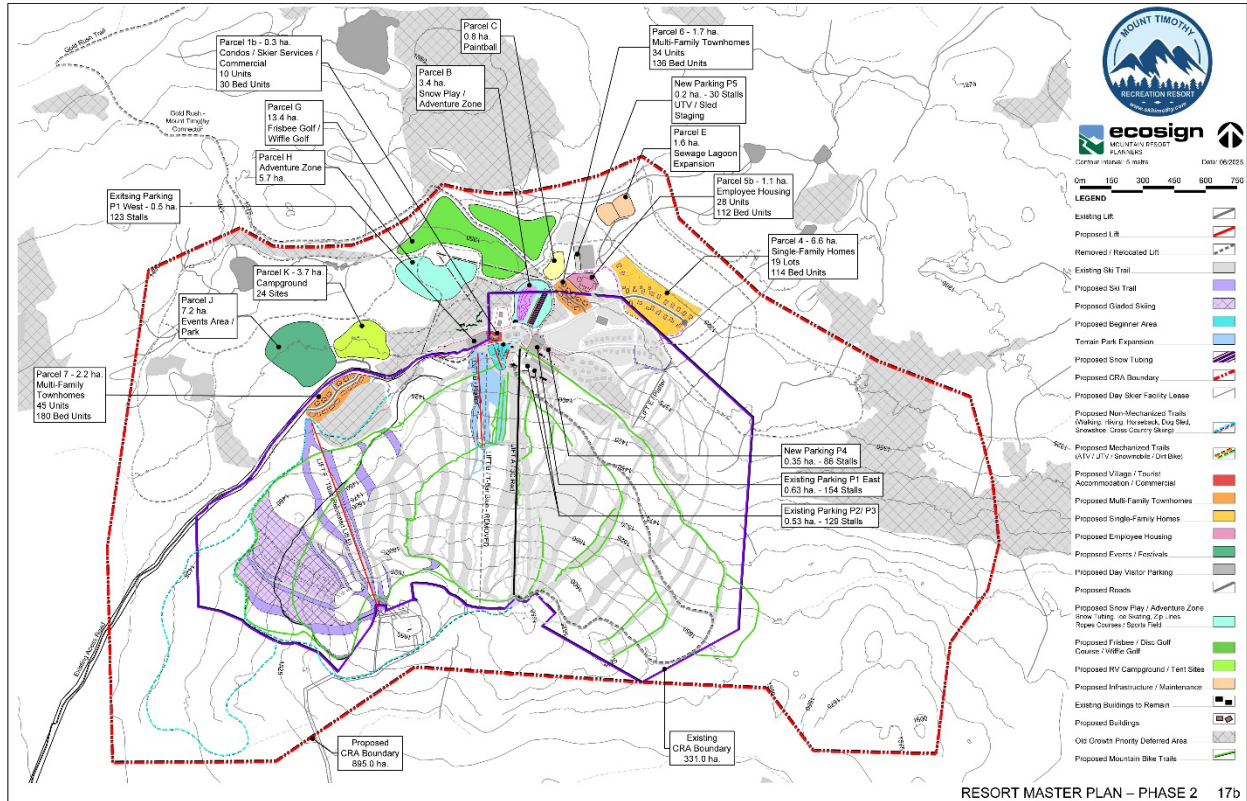 Gold Rush Trail
Parcel 1b - 0.3 ha.
Condos / Skier Services /
Commercial
10 Units
30 Bed Units
Parcel C
0.8 ha.
Paintball
Parcel 6 - 1.7 ha.
Multi-Family Townhomes
34 Units
136 Bed Units
Parcel B
3.4 ha.
Snow Play /
Adventure Zone
New Parking P5
0.2 ha. - 30 Stalls
UTV / Sled
Staging
Parcel G
13.4 ha.
Frisbee Golf /
Wiffle Golf
Gold Rush -
Mount Timothy
Connector
Parcel E
1.6 ha.
Sewage Lagoon
Expansion
Parcel H
Adventure Zone
5.7 ha.
Parcel 5b - 1.1 ha.
Employee Housing
28 Units
112 Bed Units
Exitsing Parking
P1 West - 0.5 ha.
123 Stalls
Parcel 4 - 6.6 ha.
Single-Family Homes
19 Lots
114 Bed Units
Parcel K - 3.7 ha.
Campground
24 Sites
Parcel J
7.2 ha.
Events Area /
Park
Parcel 7 - 2.2 ha.
Multi-Family
Townhomes
45 Units
180 Bed Units
New Parking P4
0.35 ha. - 86 Stalls
Existing Parking P1 East
0.63 ha. - 154 Stalls
Existing Parking P2/ P3
0.53 ha. - 129 Stalls
Existing Access Road
Proposed
CRA Boundary
895.0 ha.
Existing
CRA Boundary
331.0 ha.
MOUNT TIMOTHY
RECREATION RESORT
www.skitimothy.com
ecosign
MOUNTAIN RESORT
PLANNERS
Contour Interval: 5 metre
Date: 06/2025
0m 150 300 450 600 750
LEGEND
Existing Lift
Proposed Lift
Removed / Relocated Lift
Existing Ski Trail
Proposed Ski Trail
Proposed Gladed Skiing
Proposed Beginner Area
Terrain Park Expansion
Proposed Snow Tubing
Proposed CRA Boundary
Proposed Day Skier Facility Lease
Proposed Non-Mechanized Trails
(Walking, Hiking, Horseback, Dog Sled,
Snowshoe, Cross Country Skiing)
Proposed Mechanized Trails
(ATV / UTV / Snowmobile / Dirt Bike)
Proposed Village / Tourist
Accommodation / Commercial
Proposed Multi-Family Townhomes
Proposed Single-Family Homes
Proposed Employee Housing
Proposed Events / Festivals
Proposed Day Visitor Parking
Proposed Roads
Proposed Snow Play / Adventure Zone
Snow Tubing, Ice Skating, Zip Lines
Ropes Courses / Sports Field
Proposed Frisbee / Disc Golf
Course / Wiffle Golf
Proposed RV Campground / Tent Sites
Proposed Infrastructure / Maintenance
Existing Buildings to Remain
Proposed Buildings
Old Growth Priority Deferred Area
Proposed Mountain Bike Trails
RESORT MASTER PLAN – PHASE 2 17b